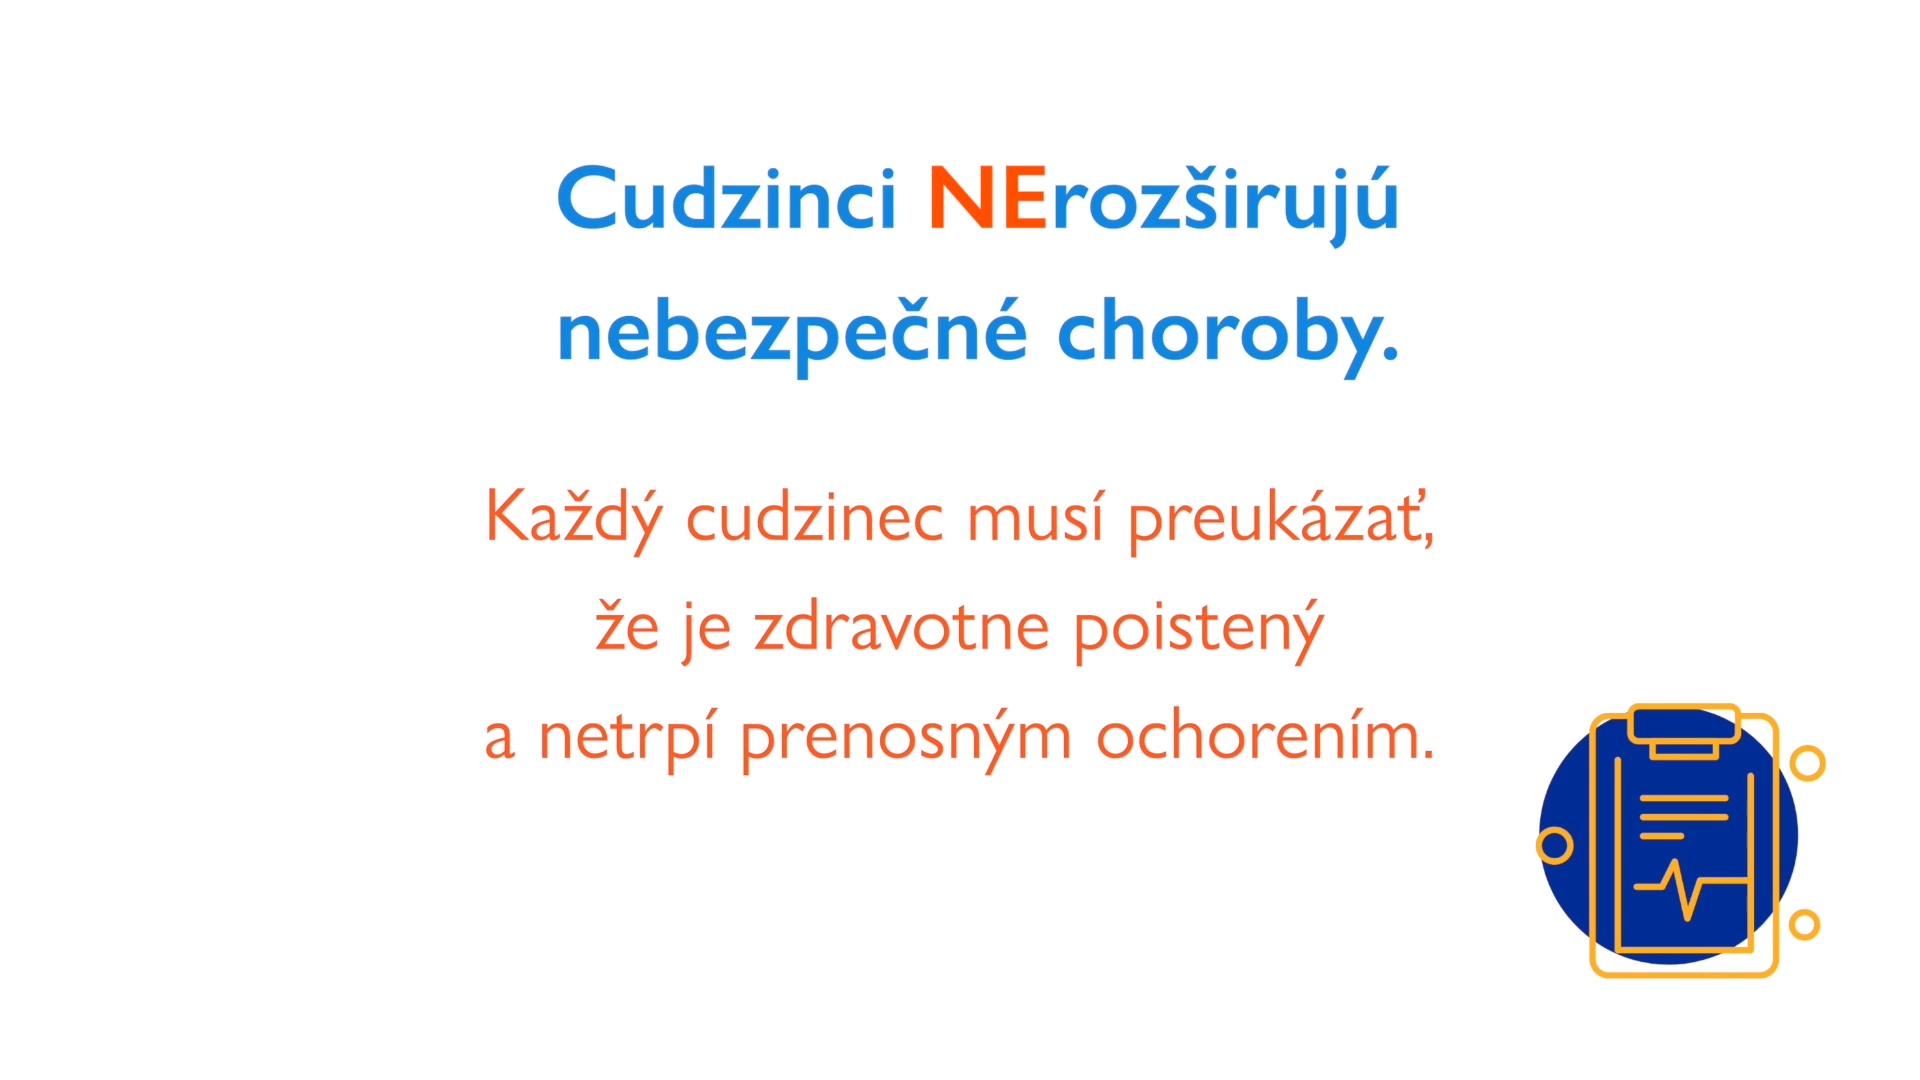 Cudzinci NErozširujú
nebezpečné choroby.
Každý cudzinec musí preukázať,
že je zdravotne poistený
a netrpí prenosným ochorením.